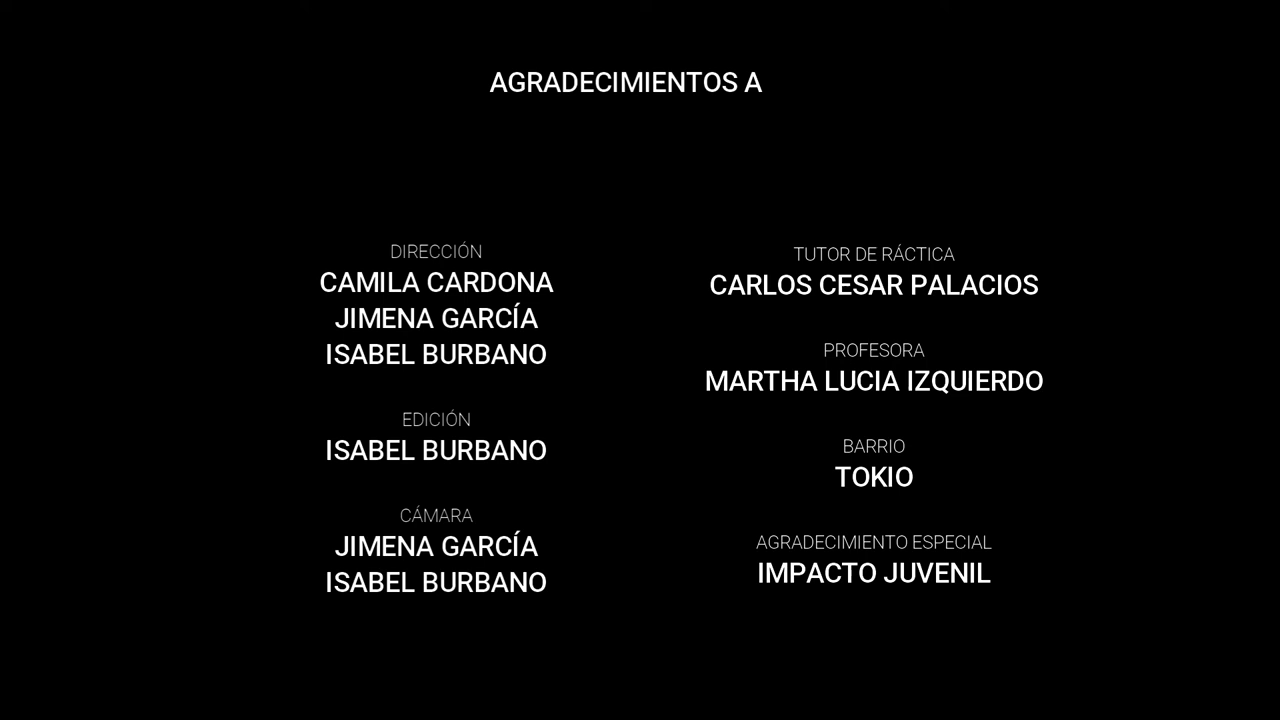 AGRADECIMIENTOS A
DIRECCIÓN
CAMILA CARDONA
JIMENA GARCÍA
ISABEL BURBANO
EDICIÓN
ISABEL BURBANO
CÁMARA
JIMENA GARCÍA
ISABEL BURBANO
TUTOR DE RÁCTICA
CARLOS CESAR PALACIOS
PROFESORA
MARTHA LUCIA IZQUIERDO
BARRIO
TOKIO
AGRADECIMIENTO ESPECIAL
IMPACTO JUVENIL